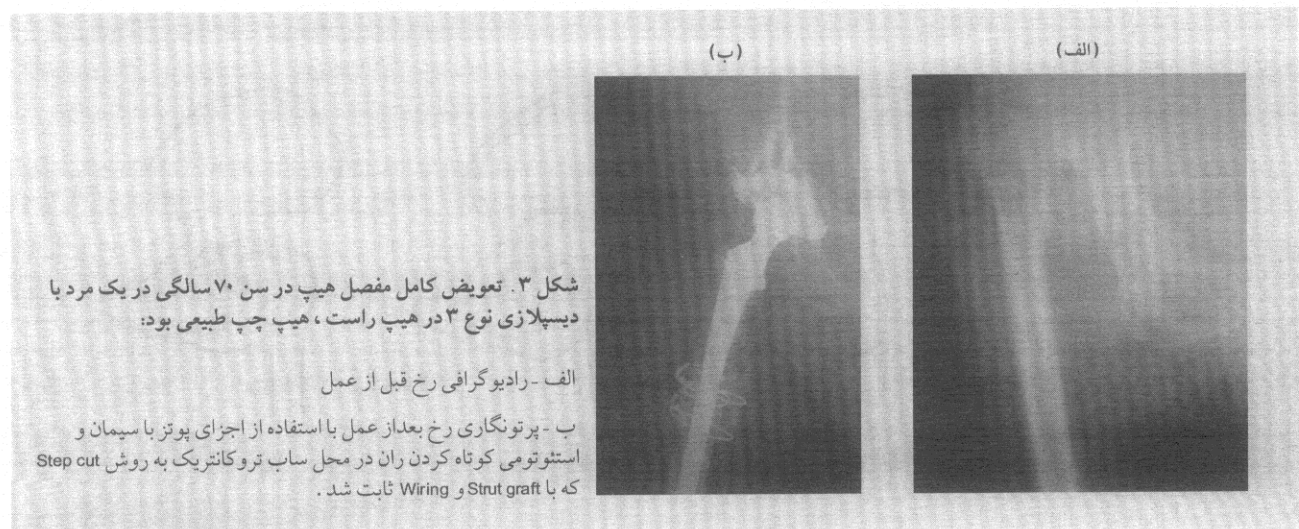 (الف)
(ب)
شکل ۳. تعویض کامل مفصل هیپ در سن ۷۰ سالگی در یک مرد با
دیسپلازی نوع ۳ در هیپ راست ، هیپ چپ طبیعی بود:
الف - رادیوگرافی رخ قبل از عمل
ب - پرتونگاری رخ بعداز عمل با استفاده از اجزای پوتز با سیمان و
استئوتومی کوتاه کردن ران در محل ساب تروکانتریک به روش Step cut
که با Strut graft و Wiring ثابت شد .